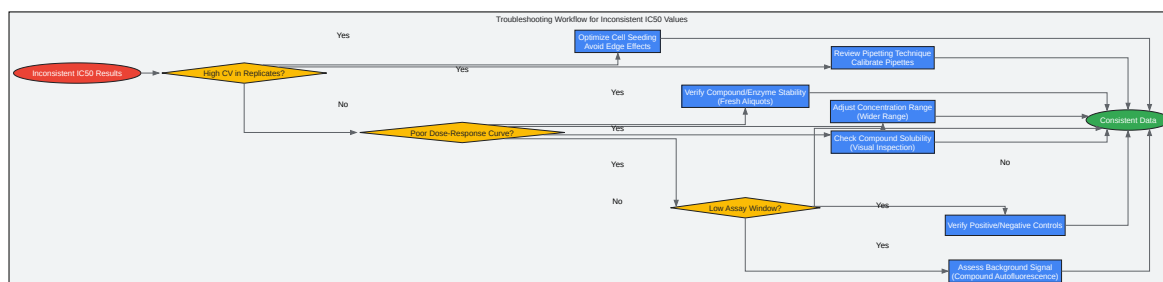 Troubleshooting Workflow for Inconsistent IC50 Values
Yes
Optimize Cell Seeding
Avoid Edge Effects
Inconsistent IC50 Results
High CV in Replicates?
Yes
Review Pipetting Technique
Calibrate Pipettes
Yes
Verify Compound/Enzyme Stability
(Fresh Aliquots)
No
Adjust Concentration Range
(Wider Range)
Consistent Data
Poor Dose-Response Curve?
Yes
Check Compound Solubility
(Visual Inspection)
Yes
No
No
Low Assay Window?
Yes
Verify Positive/Negative Controls
Yes
Assess Background Signal
(Compound Autofluorescence)